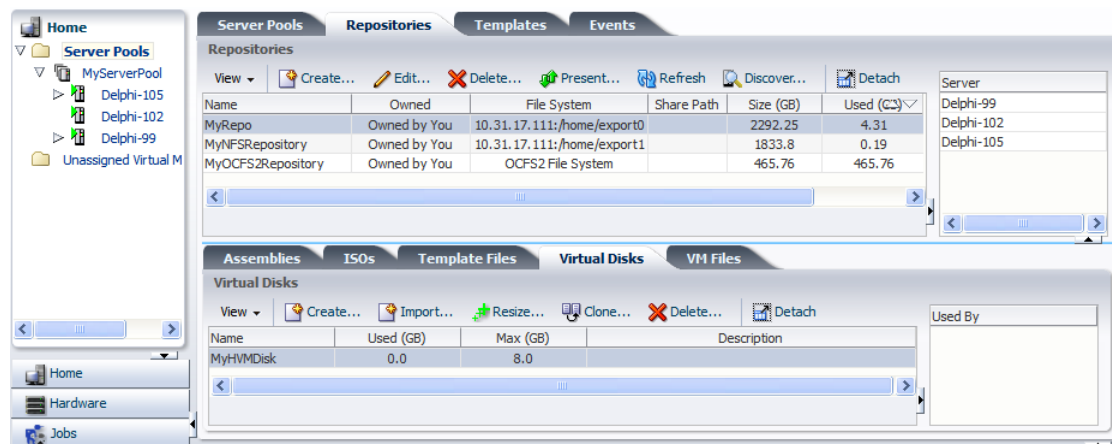 Home
Server Pools
MyServerPool
Delphi-105
Delphi-102
Delphi-99
Unassigned Virtual M
Home
Hardware
Jobs
Server Pools Repositories Templates Events
Repositories
View Create... Edit... Delete... Present... Refresh Discover... Detach
Name Owned File System Share Path Size (GB) Used
MyRepo Owned by You 10.31.17.111:/home/export0 2292.25 4.31
MyNFSRepository Owned by You 10.31.17.111:/home/export1 1833.8 0.19
MyOCFS2Repository Owned by You OCFS2 File System 465.76 465.76
Server
Delphi-99
Delphi-102
Delphi-105
Assemblies ISOs Template Files Virtual Disks VM Files
Virtual Disks
View Create... Import... Resize... Clone... Delete... Detach
Name Used (GB) Max (GB) Description
MyHVMDisk 0.0 8.0
Used By